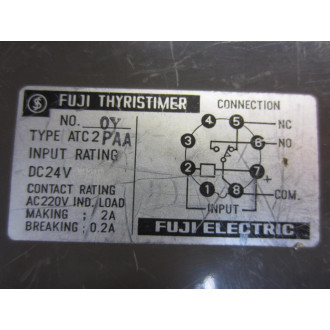 FUJI THYRISTIMER
NO. OY
TYPE ATC2PAA
INPUT RATING
DC24V
CONTACT RATING
AC220V IND. LOAD
MAKING : 2A
BREAKING : 0.2A
CONNECTION
4 5 NC
3 6 NO
2 7 +
1 8 COM.
INPUT
FUJI ELECTRIC